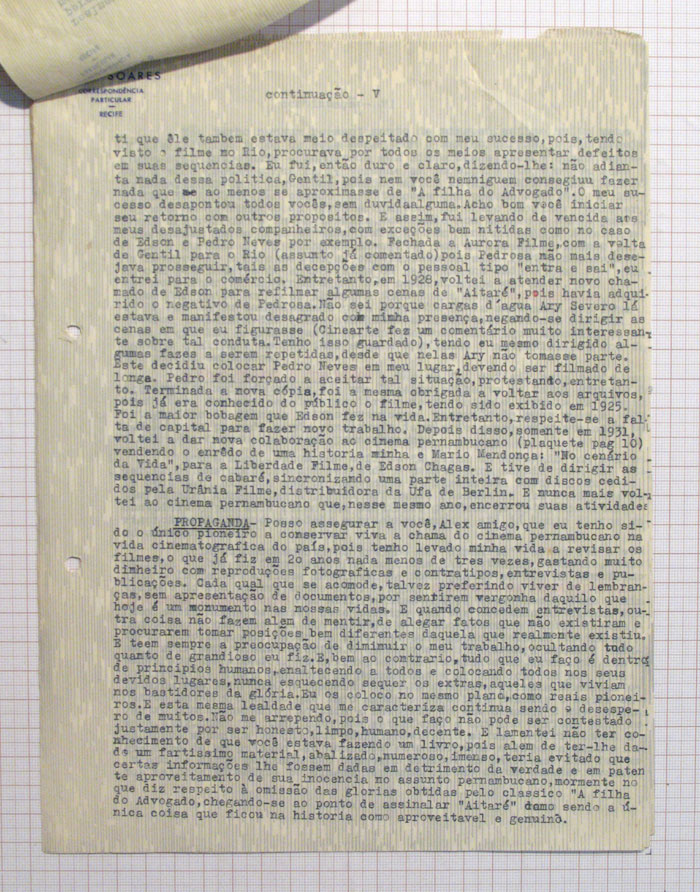 SOARES
CORRESPONDÊNCIA
PARTICULAR
RECIFE
continuação - V
ti que êle tambem estava meio despeitado com meu sucesso,pois,tendo
visto o filme no Rio,procurava por todos os meios apresentar defeitos
em suas sequencias. Eu fui,então duro e claro,dizendo-lhe: não adian-
ta nada dessa politica,Gentil,pois nem você nemninguem consegiuu fazer
nada que ao menos se aproximasse de "A filha do Advogado".O meu su-
cesso desapontou todos vocês,sem duvidaalguma.Acho bom você iniciar
seu retorno com outros propositos. E assim,fui levando de vencida aos
meus desajustados companheiros,com exceções bem nitidas como no caso
de Edson e Pedro Neves por exemplo. Fechada a Aurora Filme,com a volta
de Gentil para o Rio (assunto já comentado)pois Pedrosa não mais dese-
java prosseguir,tais as decepções com o pessoal tipo "entra e sai",eu
entrei para o comércio. Entretanto,em 1928,voltei a atender novo cha-
mado de Edson para refilmar algumas cenas de "Aitaré",pois havia adqui-
rido o negativo de Pedrosa.Não sei porque cargas d'agua Ary Severo lá
estava e manifestou desagrado com minha presença,negando-se dirigir as
cenas em que eu figurasse (Cinearte fez um comentário muito interessan-
te sobre tal conduta.Tenho isso guardado),tendo eu mesmo dirigido al-
gumas fazes a serem repetidas,desde que nelas Ary não tomasse parte.
Este decidiu colocar Pedro Neves em meu lugar,devendo ser filmado de
longe. Pedro foi forçado a aceitar tal situação,protestando,entretan-
to. Terminada a nova cópia,foi a mesma obrigada a voltar aos arquivos,
pois já era conhecido do público o filme,tendo sido exibido em 1925.
Foi a maior bobagem que Edson fez na vida.Entretanto,respeite-se a fal-
ta de capital para fazer novo trabalho. Depois disso,somente em 1931,
voltei a dar nova colaboração ao cinema pernambucano (plaquete pag 10)
vendendo o enrêdo de uma historia minha e Mario Mendonça: "No cenário
da Vida",para a Liberdade Filme,de Edson Chagas. E tive de dirigir as
sequencias de cabaré,sincronizando uma parte inteira com discos cedi-
dos pela Urânia Filme,distribuidora da Ufa de Berlin. E nunca mais vol-
tei ao cinema pernambucano que,nesse mesmo ano,encerrou suas atividades
PROPAGANDA- Posso assegurar a você,Alex amigo,que eu tenho si-
do o único pioneiro a conservar viva a chama do cinema pernambucano na
vida cinematografica do país,pois tenho levado minha vida a revisar os
filmes,o que já fiz em 2o anos nada menos de tres vezes,gastando muito
dinheiro com reproduções fotograficas e contratipos,entrevistas e pu-
blicações. Cada qual que se acomode,talvez preferindo viver de lembran-
ças,sem apresentação de documentos,por sentirem vergonha daquilo que
hoje é um monumento nas nossas vidas. E quando concedem entrevistas,ou-
tra coisa não fazem alem de mentir,de alegar fatos que não existiram e
procurarem tomar posições bem diferentes daquela que realmente existiu.
E teem sempre a preocupação de dimiuir o meu trabalho,ocultando tudo
quanto de grandioso eu fiz.E,bem ao contrario,tudo que eu faço é dentro
de principios humanos,enaltecendo a todos e colocando todos nos seus
devidos lugares,nunca esquecendo sequer os extras,aqueles que viviam
nos bastidores da glória.Eu os coloco no mesmo plano,como reais pionei-
ros.E esta mesma lealdade que me caracteriza continua sendo o desespe-
ro de muitos.Não me arrependo,pois o que faço não pode ser contestado
justamente por ser honesto,limpo,humano,decente. E lamentei não ter co-
nhecimento de que você estava fazendo um livro,pois alem de ter-lhe da-
do um fartissimo material,abalizado,numeroso,imenso,teria evitado que
certas informações lhe fossem dadas em detrimento da verdade e em paten
te aproveitamento de sua inocencia no assunto pernambucano,mormente no
que diz respeito à omissão das glorias obtidas pelo classico "A filha
do Advogado,chegando-se ao ponto de assinalar "Aitaré" como sendo a ú-
nica coisa que ficou na historia como aproveitavel e genuino.